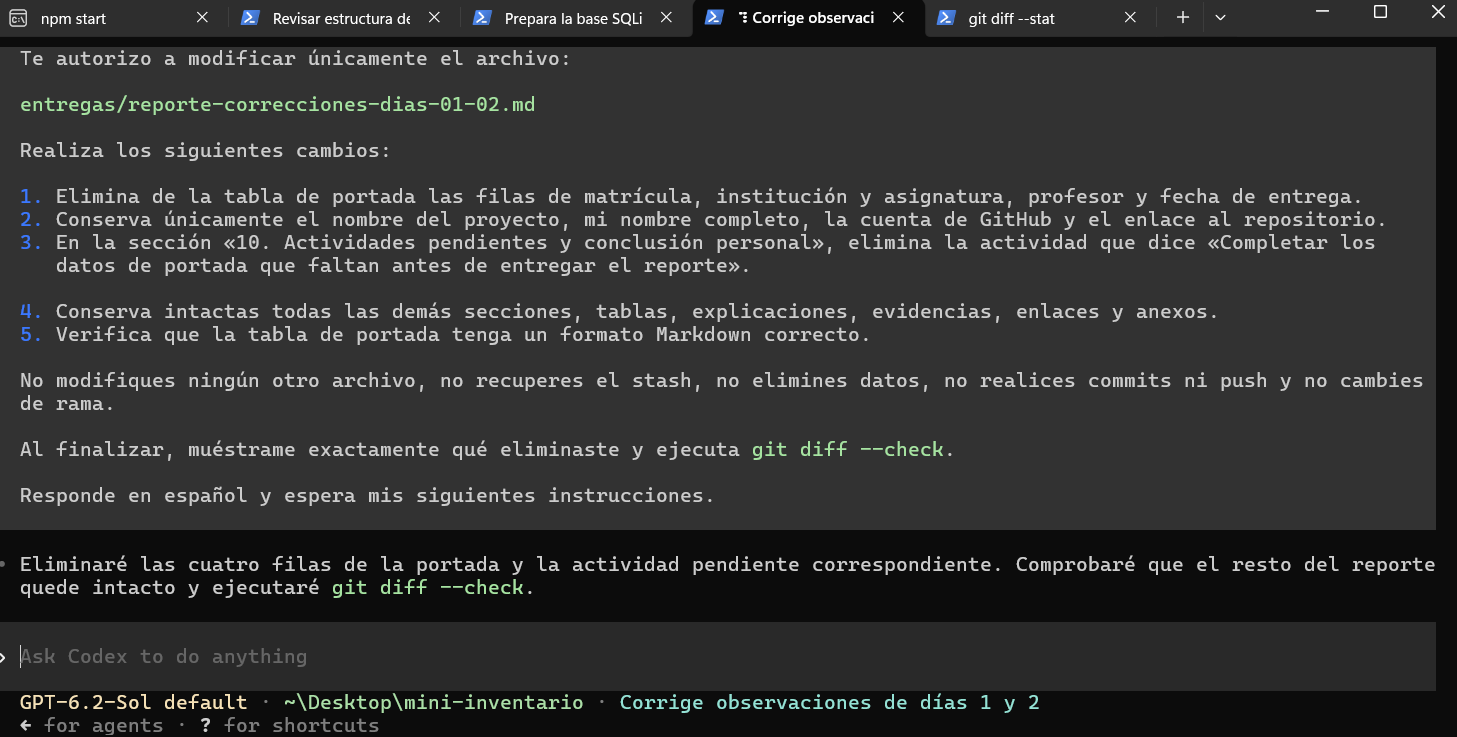 npm start
Revisar estructura de
Prepara la base SQLi
Corrige observaci
git diff --stat
Te autorizo a modificar únicamente el archivo:
entregas/reporte-correcciones-dias-01-02.md
Realiza los siguientes cambios:
1. Elimina de la tabla de portada las filas de matrícula, institución y asignatura, profesor y fecha de entrega.
2. Conserva únicamente el nombre del proyecto, mi nombre completo, la cuenta de GitHub y el enlace al repositorio.
3. En la sección «10. Actividades pendientes y conclusión personal», elimina la actividad que dice «Completar los
datos de portada que faltan antes de entregar el reporte».
4. Conserva intactas todas las demás secciones, tablas, explicaciones, evidencias, enlaces y anexos.
5. Verifica que la tabla de portada tenga un formato Markdown correcto.
No modifiques ningún otro archivo, no recuperes el stash, no elimines datos, no realices commits ni push y no cambies
de rama.
Al finalizar, muéstrame exactamente qué eliminaste y ejecuta git diff --check.
Responde en español y espera mis siguientes instrucciones.
• Eliminaré las cuatro filas de la portada y la actividad pendiente correspondiente. Comprobaré que el resto del reporte
quede intacto y ejecutaré git diff --check.
› Ask Codex to do anything
GPT-6.2-Sol default · ~\Desktop\mini-inventario · Corrige observaciones de días 1 y 2
← for agents · ? for shortcuts